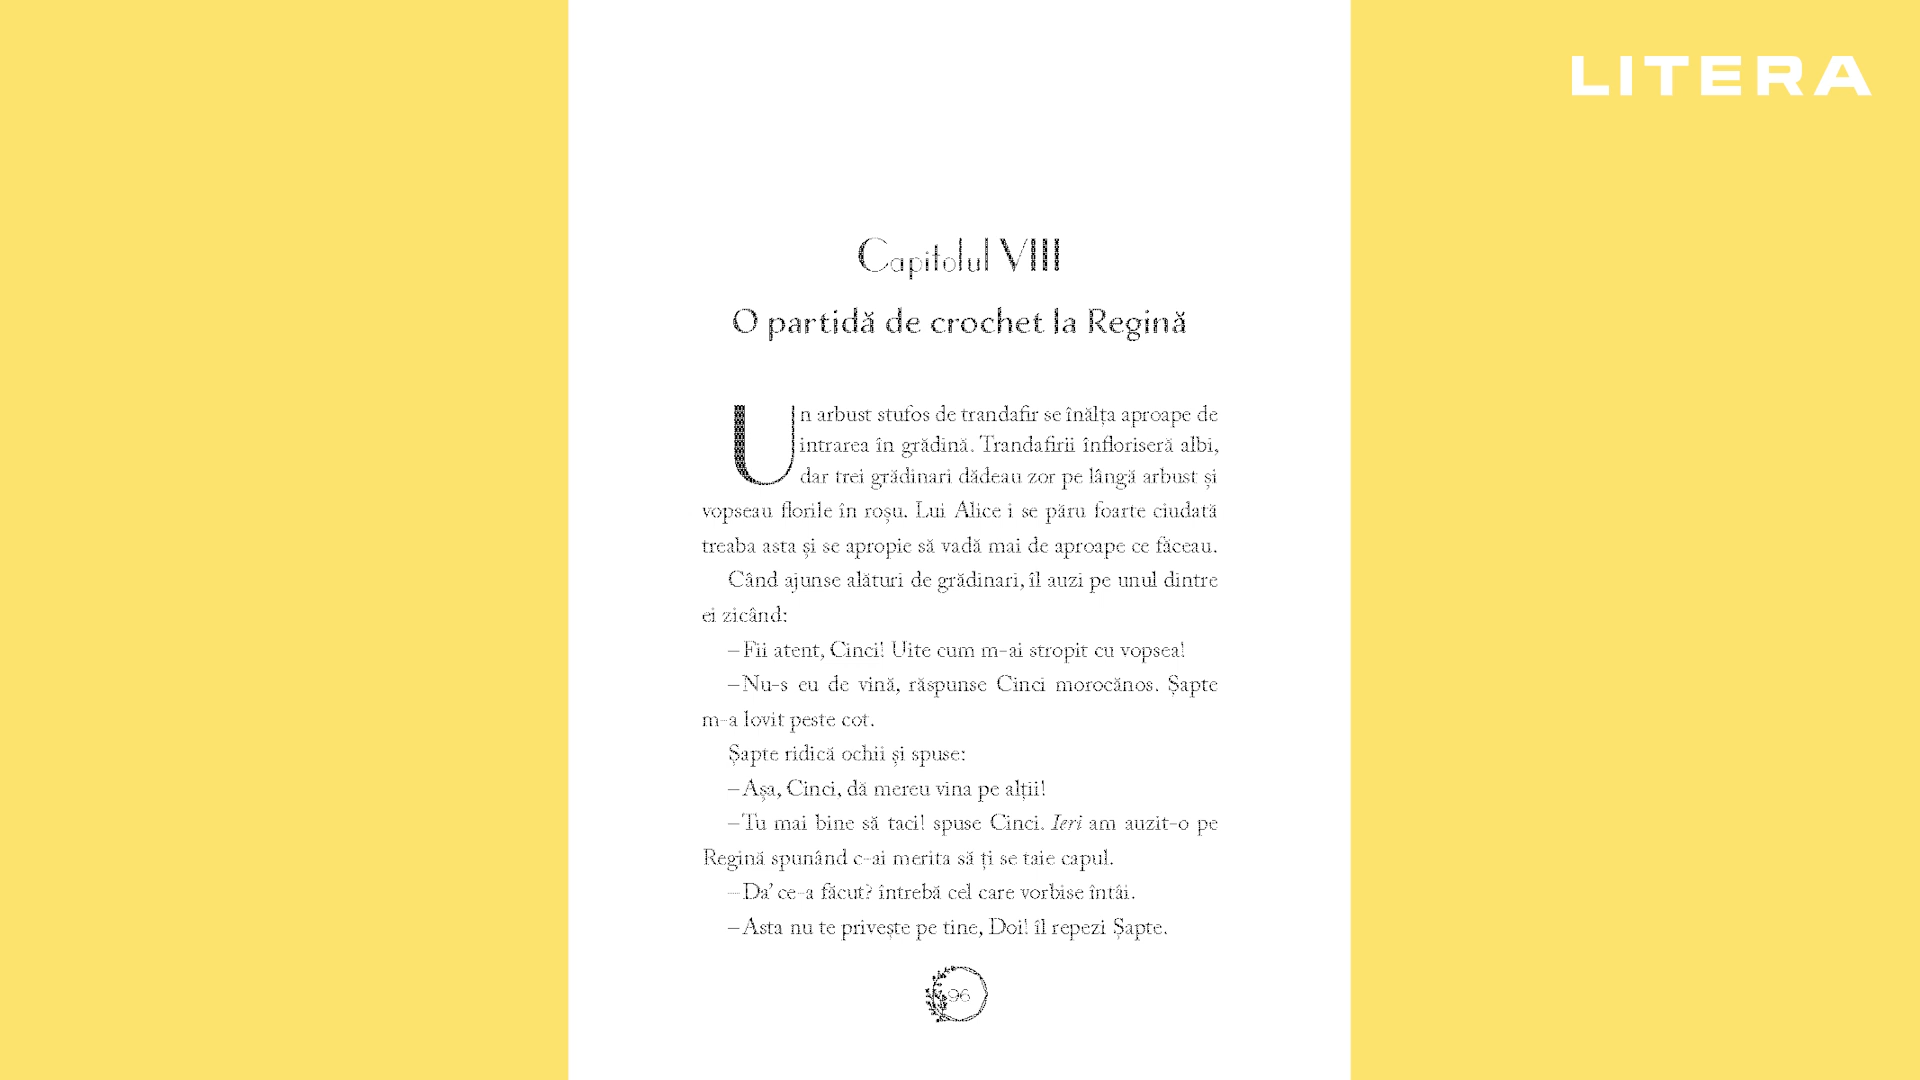 LITERA
Capitolul VIII
O partidă de crochet la Regină
Un arbust stufos de trandafir se înălța aproape de
intrarea în grădină. Trandafirii înfloriseră albi,
dar trei grădinari dădeau zor pe lângă arbust și
vopseau florile în roșu. Lui Alice i se păru foarte ciudată
treaba asta și se apropie să vadă mai de aproape ce făceau.
Când ajunse alături de grădinari, îl auzi pe unul dintre
ei zicând:
– Fii atent, Cinci! Uite cum m-ai stropit cu vopsea!
– Nu-s eu de vină, răspunse Cinci morocănos. Șapte
m-a lovit peste cot.
Șapte ridică ochii și spuse:
– Așa, Cinci, dă mereu vina pe alții!
– Tu mai bine să taci! spuse Cinci. Ieri am auzit-o pe
Regină spunând c-ai merita să ți se taie capul.
– Da’ ce-a făcut? întrebă cel care vorbise întâi.
– Asta nu te privește pe tine, Doi! îl repezi Șapte.
96